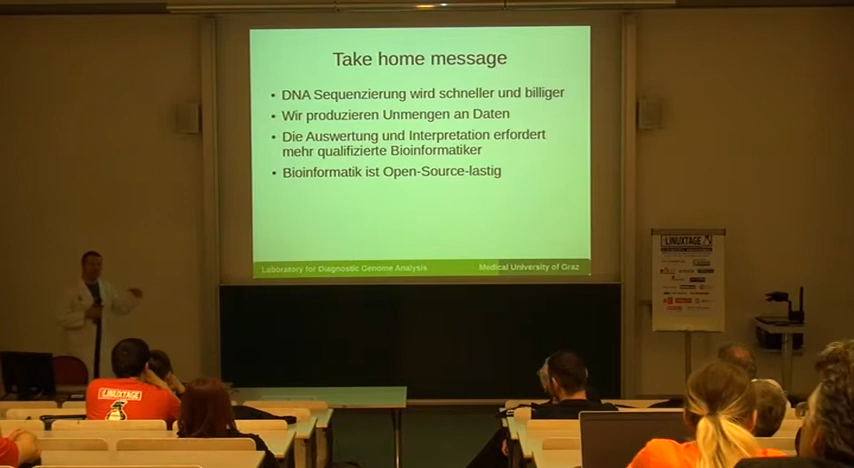 Take home message
• DNA Sequenzierung wird schneller und billiger
• Wir produzieren Unmengen an Daten
• Die Auswertung und Interpretation erfordert
mehr qualifizierte Bioinformatiker
• Bioinformatik ist Open-Source-lastig
Laboratory for Diagnostic Genome Analysis
Medical University of Graz
LINUXTAGE
LINUXTAGE